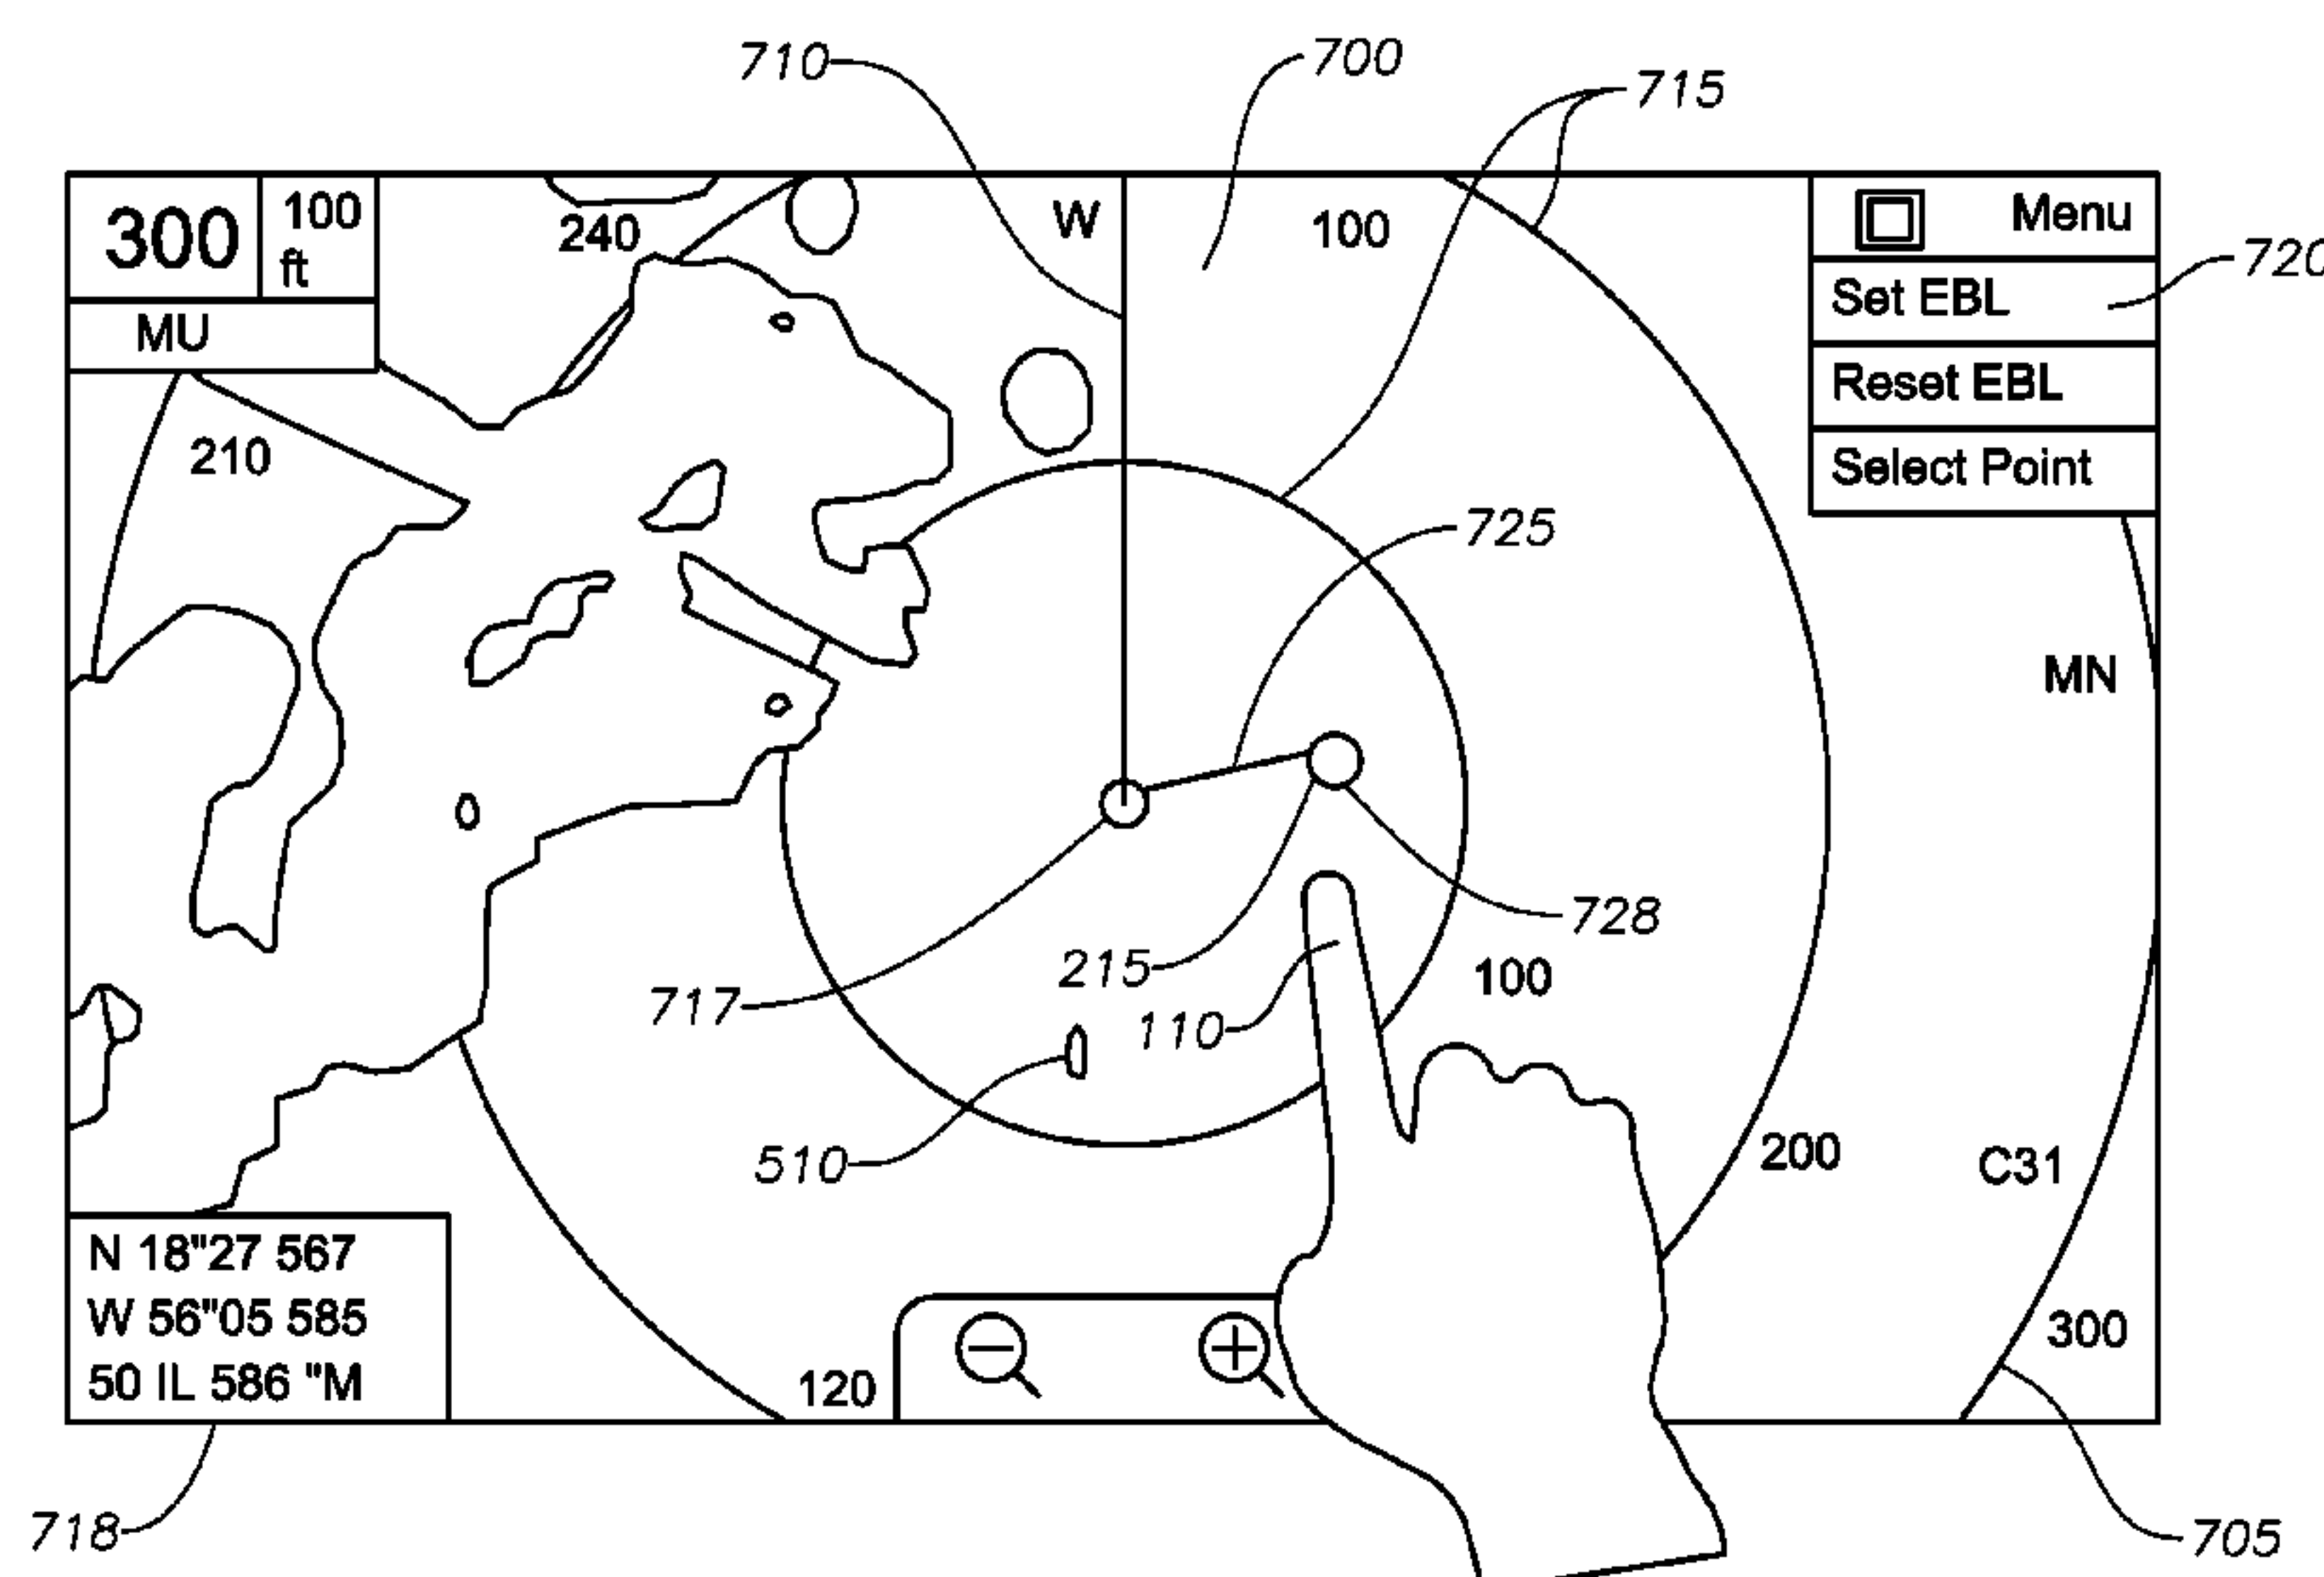 710
700
715
300
100
ft
MU
240
W
100
Menu
Set EBL
Reset EBL
Select Point
720
210
725
MN
728
215
100
717
110
510
200
C31
N 18"27 567
W 56"05 585
50 IL 586 "M
120
300
718
705